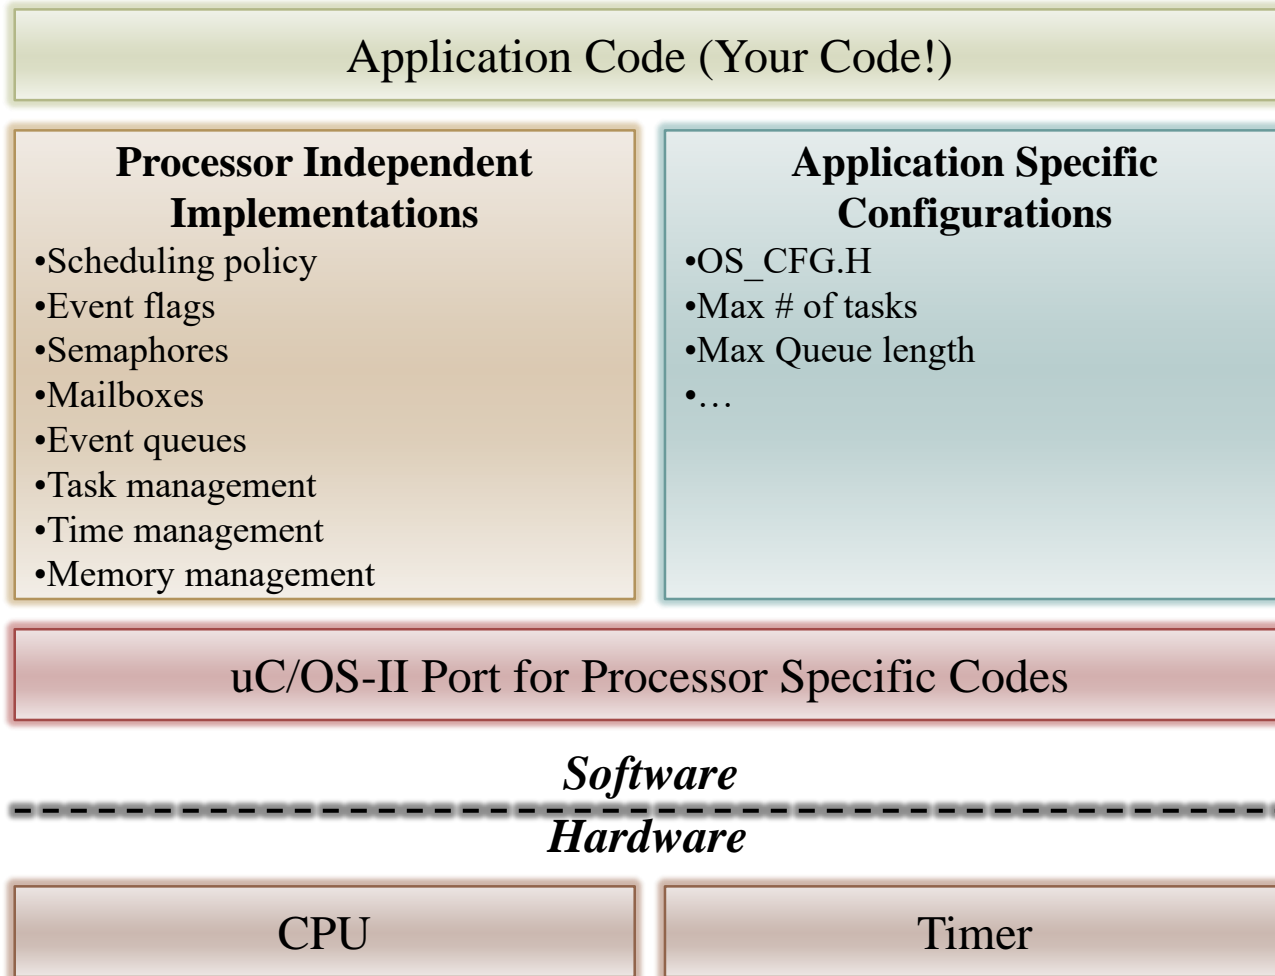 Application Code (Your Code!)
Processor Independent
Implementations
•Scheduling policy
•Event flags
•Semaphores
•Mailboxes
•Event queues
•Task management
•Time management
•Memory management
Application Specific
Configurations
•OS_CFG.H
•Max # of tasks
•Max Queue length
•…
uC/OS-II Port for Processor Specific Codes
Software
Hardware
CPU
Timer